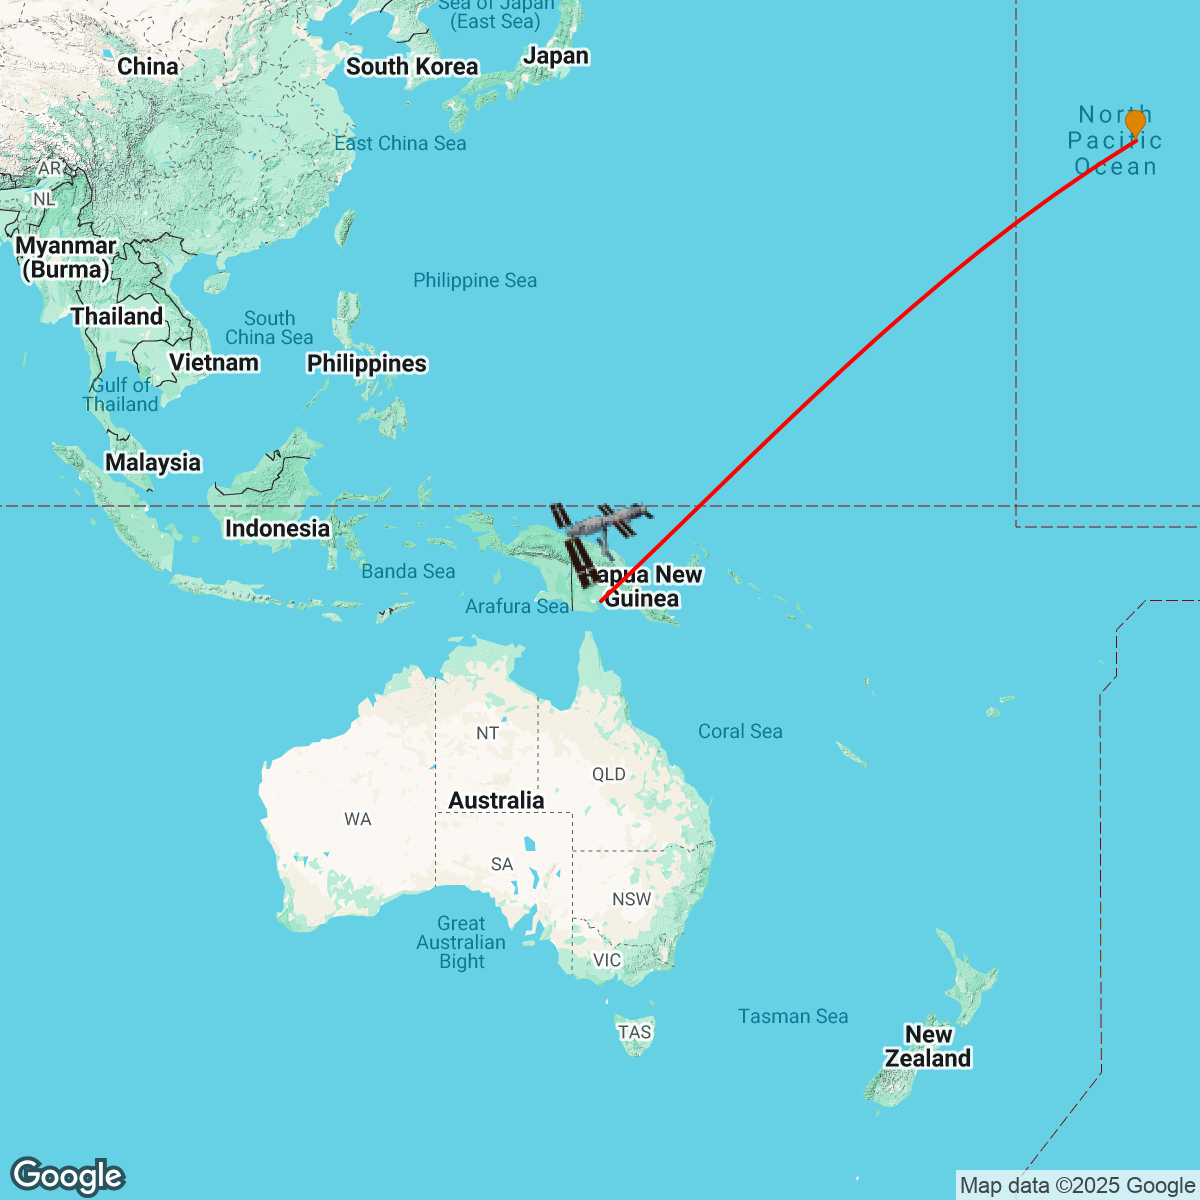 Sea of Japan
(East Sea)
China
South Korea
Japan
North
Pacific
Ocean
East China Sea
AR
NL
Myanmar
(Burma)
Philippine Sea
Thailand
South
China Sea
Vietnam
Philippines
Gulf of
Thailand
Malaysia
Indonesia
Banda Sea
Papua New
Guinea
Arafura Sea
NT
Coral Sea
QLD
Australia
WA
SA
NSW
Great
Australian
Bight
VIC
Tasman Sea
TAS
New
Zealand
Google
Map data ©2025 Google